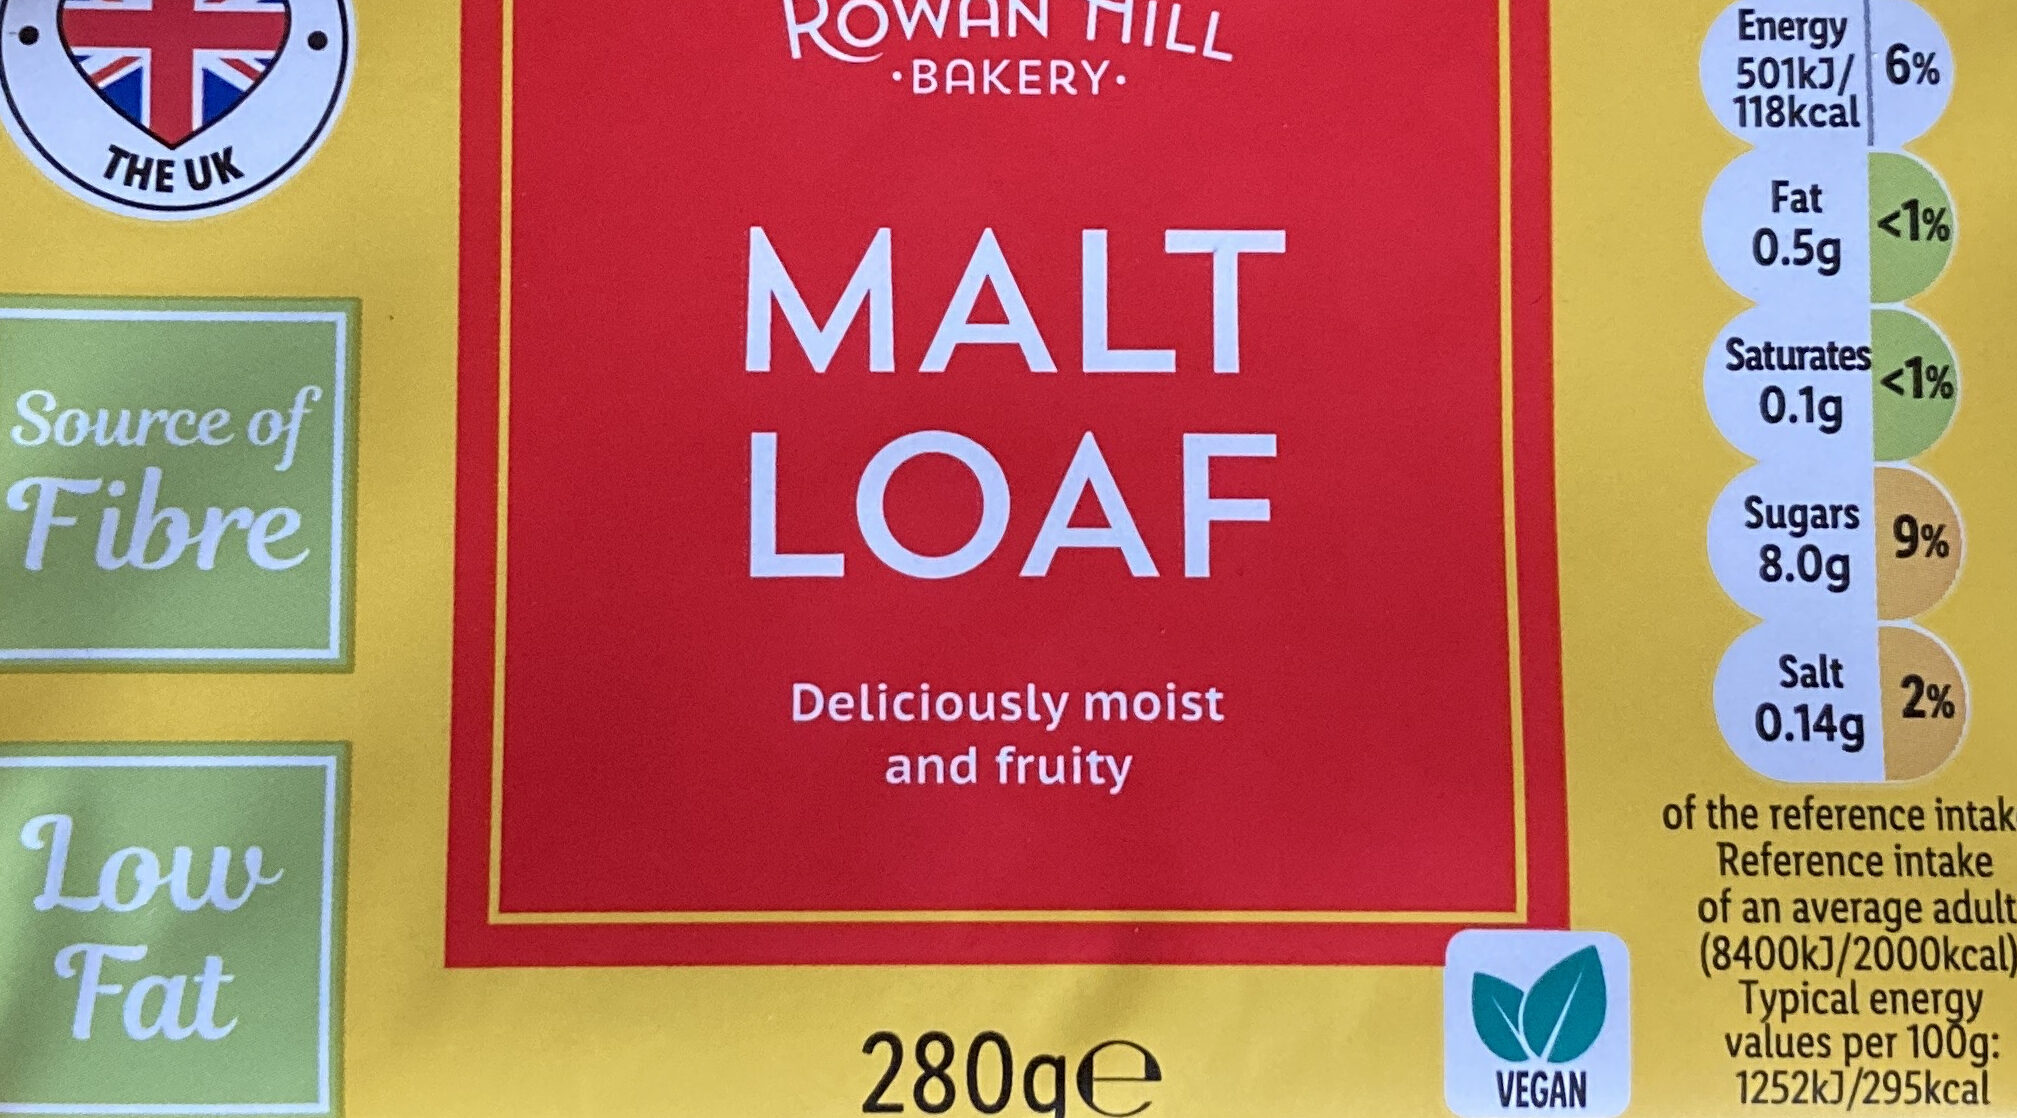 THE UK
Source of
Fibre
Low
Fat
ROWAN HILL
·BAKERY·
MALT
LOAF
Deliciously moist
and fruity
280g℮
VEGAN
Energy
501kJ/
118kcal
6%
Fat
0.5g
<1%
Saturates
0.1g
<1%
Sugars
8.0g
9%
Salt
0.14g
2%
of the reference intak
Reference intake
of an average adult
(8400kJ/2000kcal)
Typical energy
values per 100g:
1252kJ/295kcal